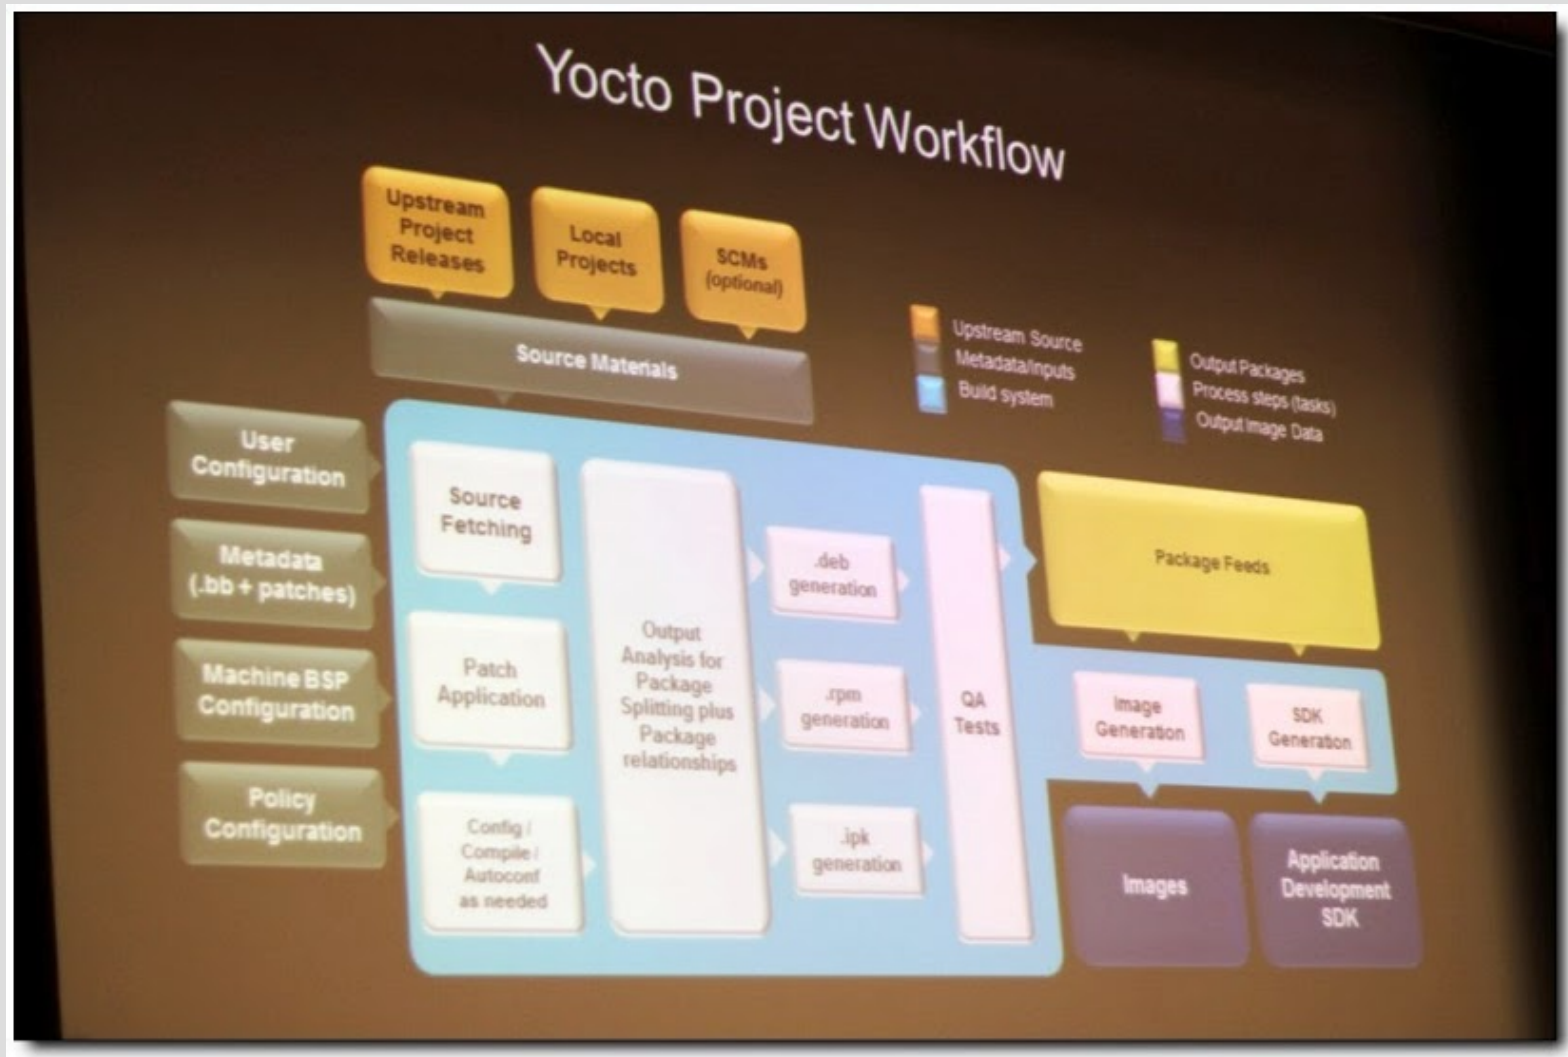 Yocto Project Workflow
Upstream
Project
Releases
Local
Projects
SCMs
(optional)
Source Materials
Upstream Source
Metadata/inputs
Build system
Output Packages
Process steps (tasks)
Output Image Data
User
Configuration
Metadata
(.bb + patches)
Machine BSP
Configuration
Policy
Configuration
Source
Fetching
Patch
Application
Config /
Compile /
Autoconf
as needed
Output
Analysis for
Package
Splitting plus
Package
relationships
.deb
generation
.rpm
generation
.ipk
generation
QA
Tests
Package Feeds
Image
Generation
SDK
Generation
Images
Application
Development
SDK